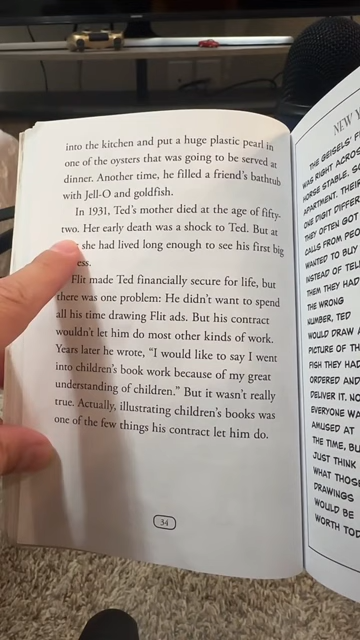 into the kitchen and put a huge plastic pearl in
one of the oysters that was going to be served at
dinner. Another time, he filled a friend's bathtub
with Jell-O and goldfish.
In 1931, Ted's mother died at the age of fifty-
two. Her early death was a shock to Ted. But at
she had lived long enough to see his first big
ess.
Flit made Ted financially secure for life, but
there was one problem: He didn't want to spend
all his time drawing Flit ads. But his contract
wouldn't let him do most other kinds of work.
Years later he wrote, "I would like to say I went
into children's book work because of my great
understanding of children." But it wasn't really
true. Actually, illustrating children's books was
one of the few things his contract let him do.
34
NEW Y
THE GEISELS
WAS RIGHT ACROS
HORSE STABLE. SO
APARTMENT. THEIR
ONE DIGIT DIFFER
THEY OFTEN GOT
CALLS FROM PEO
WANTED TO BUY
INSTEAD OF TEL
THEM THEY HAD
THE WRONG
NUMBER, TED
WOULD DRAW A
PICTURE OF TH
FISH THEY HAD
ORDERED AND
DELIVER IT. NO
EVERYONE WA
AMUSED AT
THE TIME, BU
JUST THINK
WHAT THOSE
DRAWINGS
WOULD BE
WORTH TOD